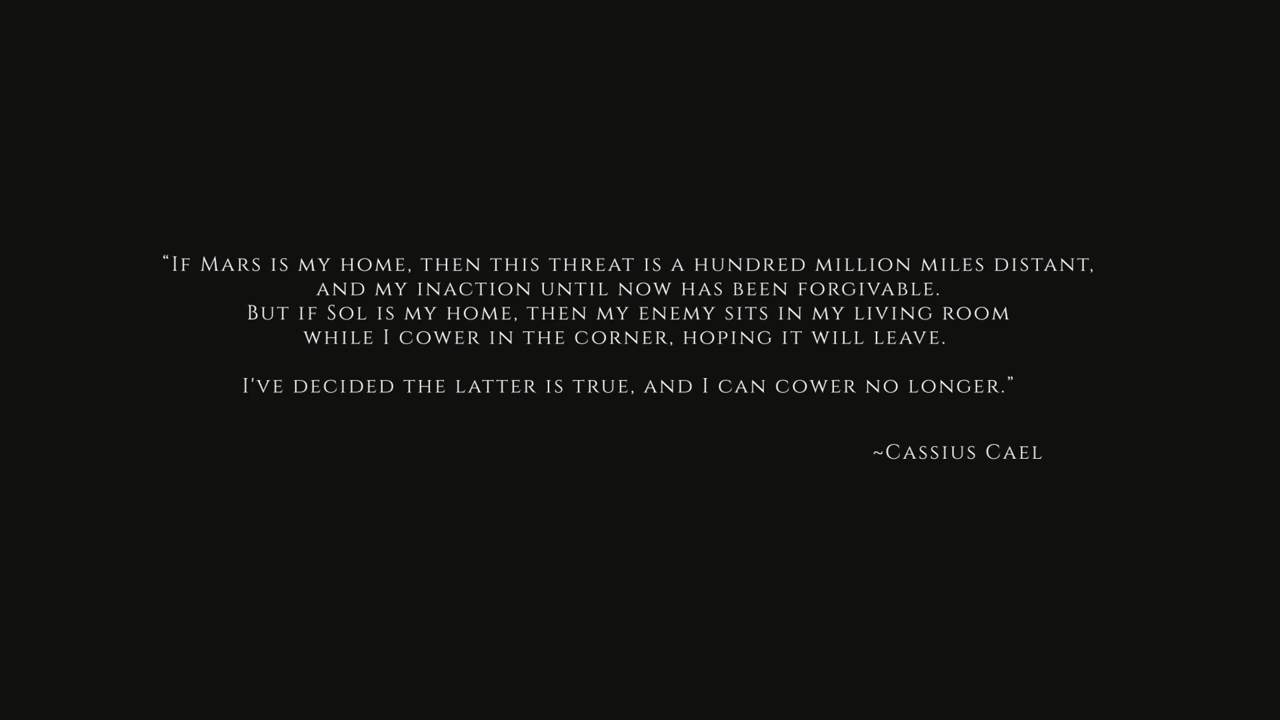 “If Mars is my home, then this threat is a hundred million miles distant,
and my inaction until now has been forgivable.
But if Sol is my home, then my enemy sits in my living room
while I cower in the corner, hoping it will leave.
I've decided the latter is true, and I can cower no longer.”
~Cassius Cael